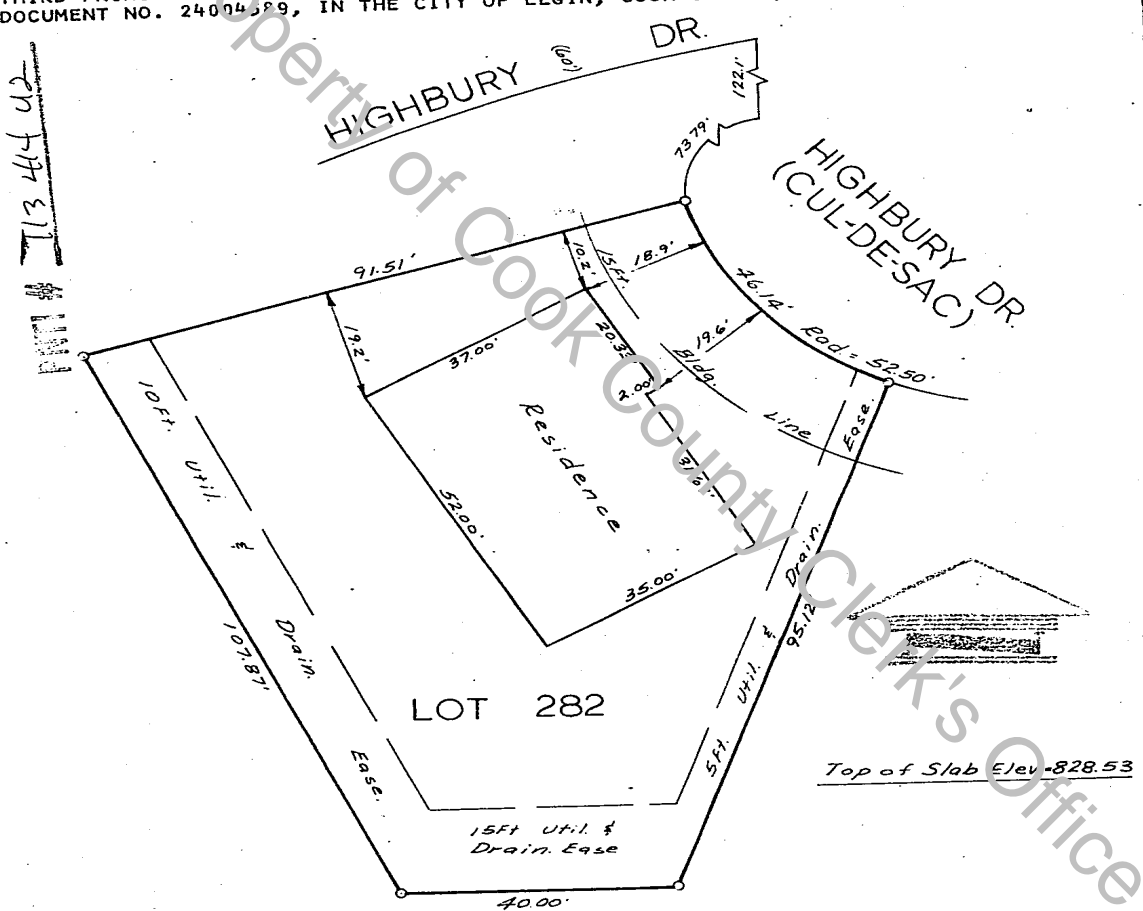 DOCUMENT NO. 24004589, IN THE CITY OF ELGIN,
Property of Cook County Clerk's Office
HIGHBURY (60') DR.
122.1'
73.79'
HIGHBURY DR.
(CUL-DE-SAC)
91.51'
10.2'
15Ft.
18.9'
46.14' Rad = 52.50'
19.2'
37.00'
20.33
19.6'
Bldg.
2.00'
Line
Ease.
10Ft. Util. & Drain. Ease.
Residence
52.00'
35.00'
107.87'
5Ft. Util. & Drain.
95.12
LOT 282
Top of Slab Elev-828.53
15Ft Util. &
Drain. Ease
40.00'